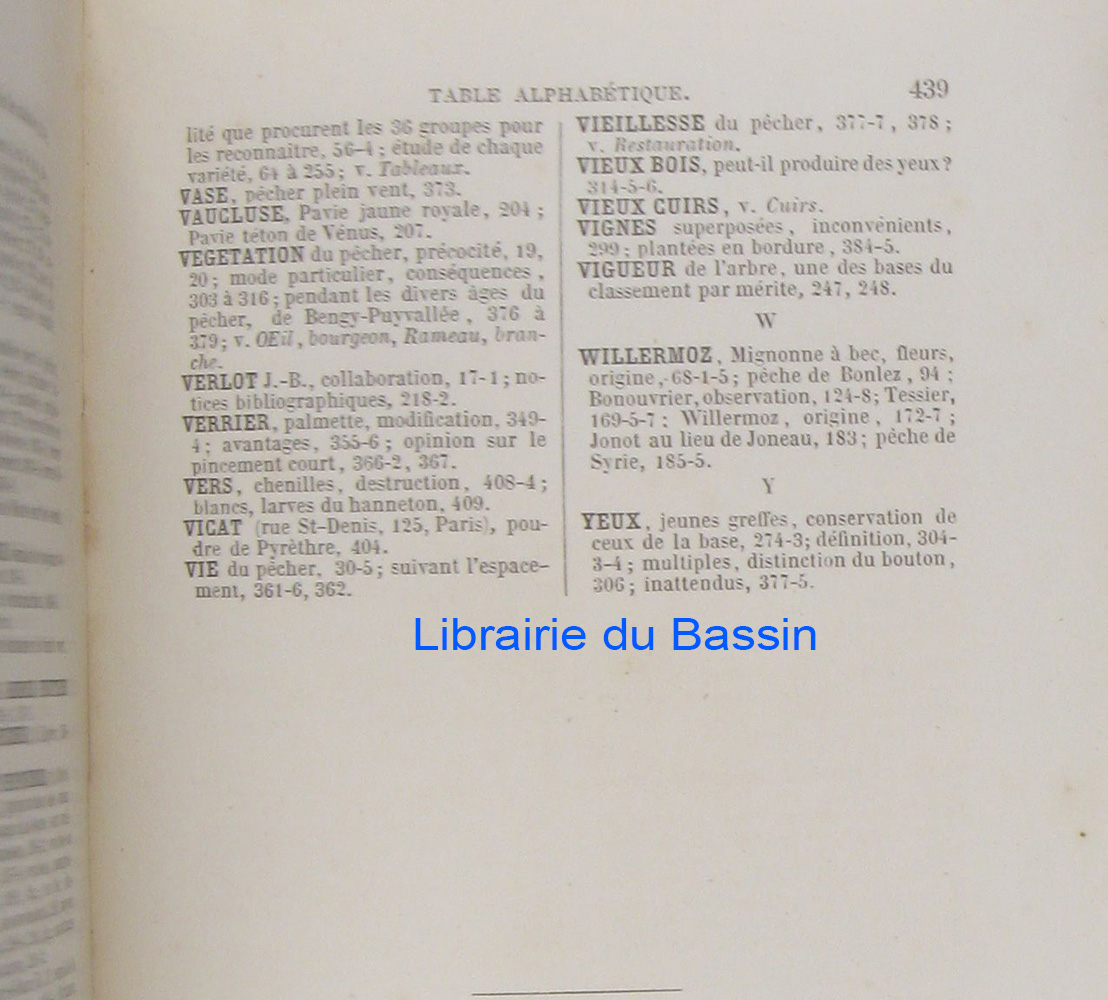 TABLE ALPHABÉTIQUE. 439
lité que procurent les 36 groupes pour
les reconnaitre, 56-4 ; étude de chaque
variété, 64 à 255 ; v. Tableaux.
VASE, pêcher plein vent, 373.
VAUCLUSE, Pavie jaune royale, 204 ;
Pavie téton de Vénus, 207.
VEGETATION du pêcher, précocité, 19,
20 ; mode particulier, conséquences,
303 à 316 ; pendant les divers âges du
pêcher, de Bengy-Puyvallée, 376 à
379 ; v. Œil, bourgeon, Rameau, bran-
che.
VERLOT J.-B., collaboration, 17-1 ; no-
tices bibliographiques, 218-2.
VERRIER, palmette, modification, 349-
4 ; avantages, 355-6 ; opinion sur le
pincement court, 366-2, 367.
VERS, chenilles, destruction, 408-4 ;
blancs, larves du hanneton, 409.
VICAT (rue St-Denis, 125, Paris), pou-
dre de Pyrèthre, 404.
VIE du pêcher, 30-5 ; suivant l'espace-
ment, 361-6, 362.
VIEILLESSE du pêcher, 377-7, 378 ;
v. Restauration.
VIEUX BOIS, peut-il produire des yeux ?
314-5-6.
VIEUX CUIRS, v. Cuirs.
VIGNES superposées, inconvénients,
299 ; plantées en bordure, 384-5.
VIGUEUR de l'arbre, une des bases du
classement par mérite, 247, 248.
W
WILLERMOZ, Mignonne à bec, fleurs,
origine, 68-1-5 ; pêche de Bonlez, 94 ;
Bonouvrier, observation, 124-8 ; Tessier,
169-5-7 ; Willermoz, origine, 172-7 ;
Jonot au lieu de Joneau, 183 ; pêche de
Syrie, 185-5.
Y
YEUX, jeunes greffes, conservation de
ceux de la base, 274-3 ; définition, 304-
3-4 ; multiples, distinction du bouton,
306 ; inattendus, 377-5.
Librairie du Bassin